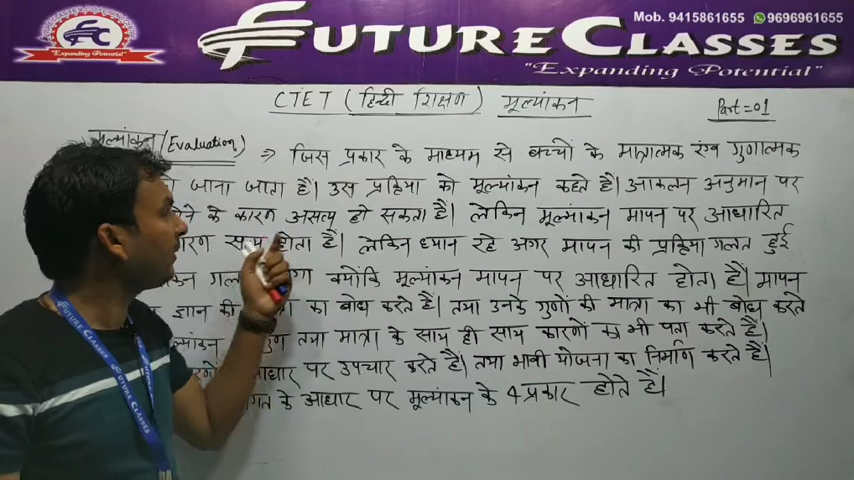 Mob. 9415861655 9696961655
FUTURE CLASSES
"Expanding Potential"
"Expanding Potential"
CTET (हिन्दी शिक्षण) मूल्यांकन
Part=01
मूल्यांकन/Evaluation) ⇒ जिस प्रकार के माध्यम से बच्चों के मात्रात्मक एंव गुणात्मक
जाना जाता है। उस प्रक्रिया को मूल्यांकन कहते है। आकलन अनुमान पर
के कारण असत्य हो सकता है। लेकिन मूल्यांकन मापन पर आधारित
होता है। लेकिन ध्यान रहे अगर मापन की प्रक्रिया गलत हुई
क्योंकि मूल्यांकन मापन पर आधारित होता है। मापन
ज्ञान की का बोध करते है। तथा उनके गुणों की मात्रा का भी बोध करते
तथा मात्रा के साथ ही साथ कारणों का भी पता करते है।
पर उपचार करते है। तथा भावी योजना का निर्माण करते है।
के आधार पर मूल्यांकन के 4 प्रकार होते है।
FUTURE CLASSES